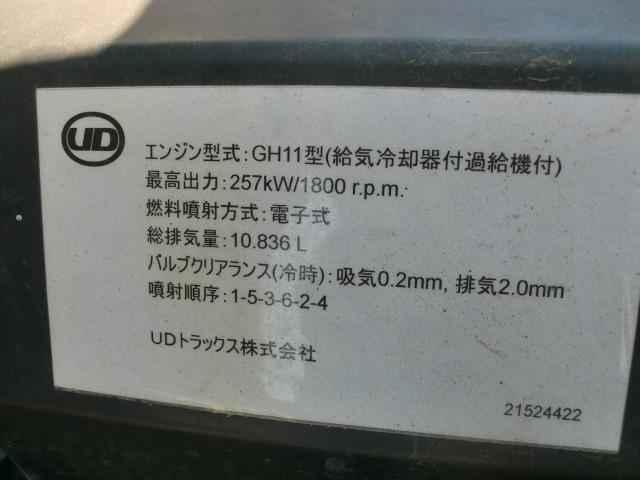 UD
エンジン型式:GH11型(給気冷却器付過給機付)
最高出力:257kW/1800 r.p.m.
燃料噴射方式:電子式
総排気量:10.836 L
バルブクリアランス(冷時):吸気0.2mm, 排気2.0mm
噴射順序:1-5-3-6-2-4
UDトラックス株式会社
21524422